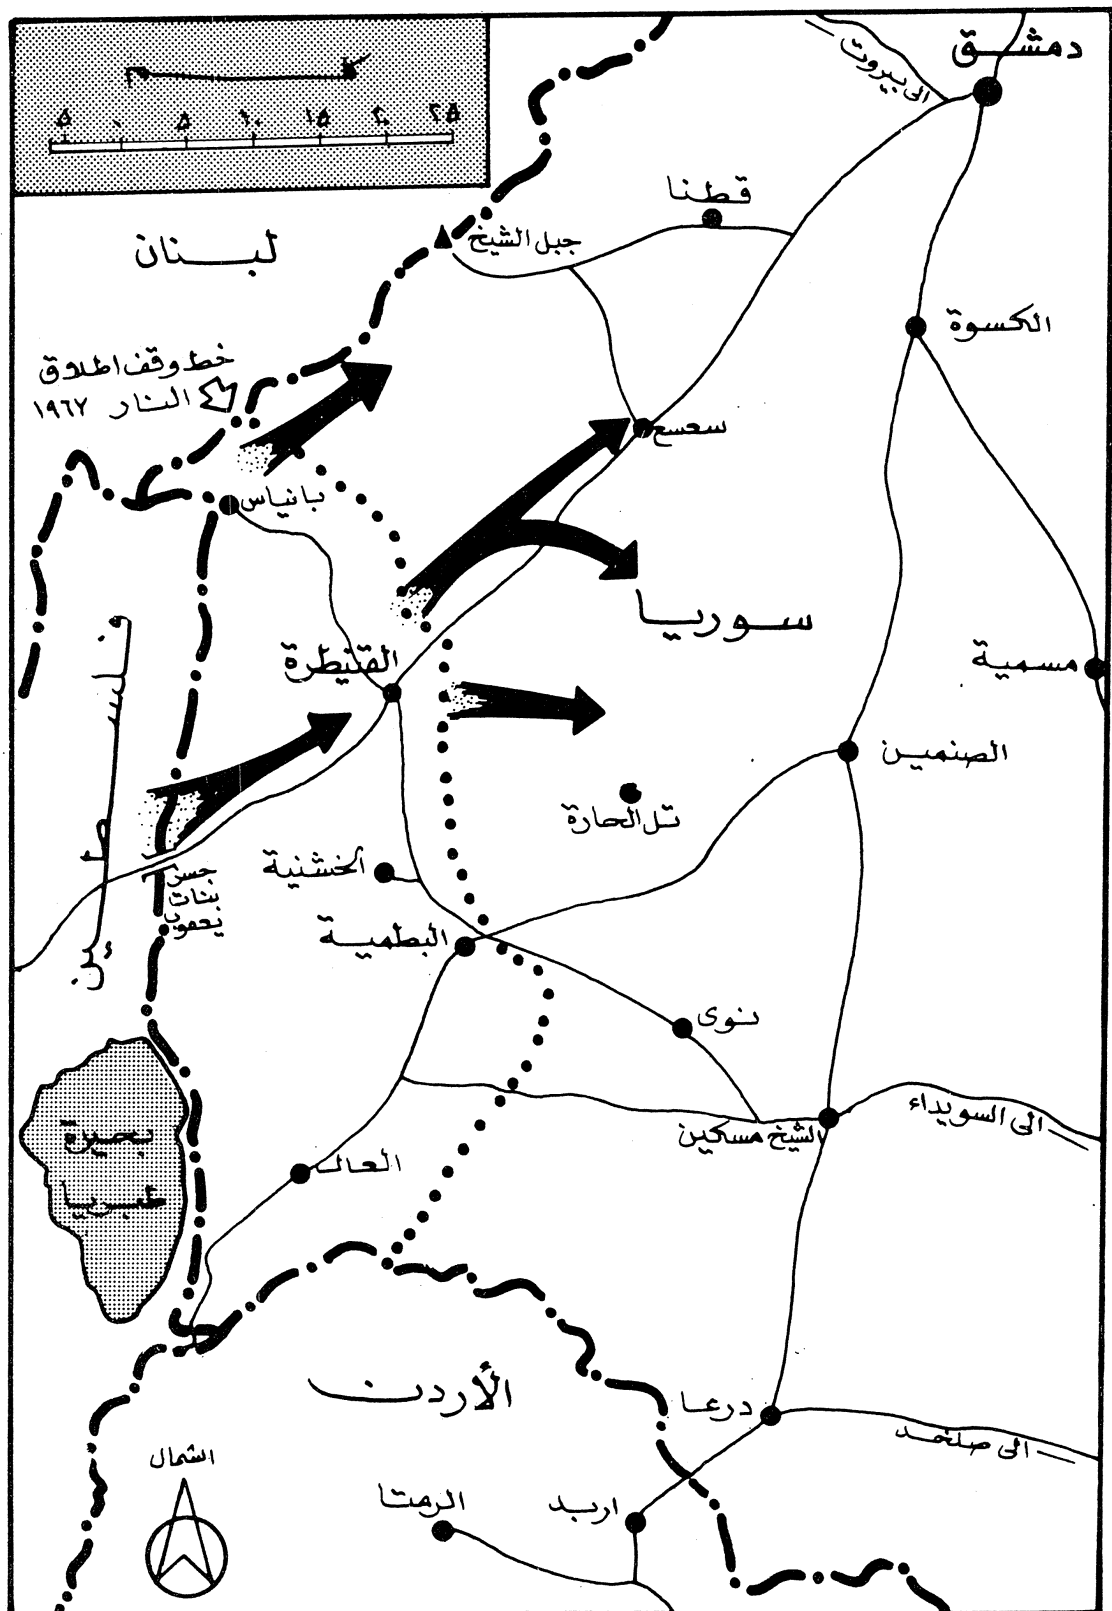 دمشق
الى بيروت
٥ ٠ ٥ ١٠ ١٥ ٢٠ ٢٥
قطنا
جبل الشيخ
لبنان
الكسوة
خط وقف اطلاق
النار ١٩٦٧
سعسع
بانياس
سوريا
فلسطين
القنيطرة
مسمية
الصنمين
تل الحارة
الخشنية
جسر
بنات
يعقوب
البطمية
نوى
بحيرة
طبريا
الى السويداء
الشيخ مسكين
العال
الأردن
درعا
الى صلخد
الشمال
الرمتا
اربد